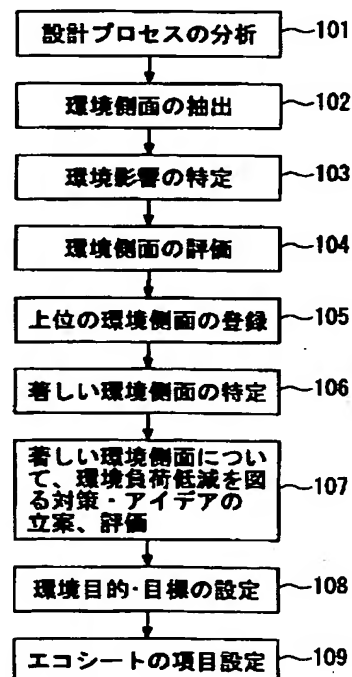 設計プロセスの分析 ~101
環境側面の抽出 ~102
環境影響の特定 ~103
環境側面の評価 ~104
上位の環境側面の登録 ~105
著しい環境側面の特定 ~106
著しい環境側面につい
て、環境負荷低減を図
る対策・アイデアの
立案、評価 ~107
環境目的・目標の設定 ~108
エコシートの項目設定 ~109